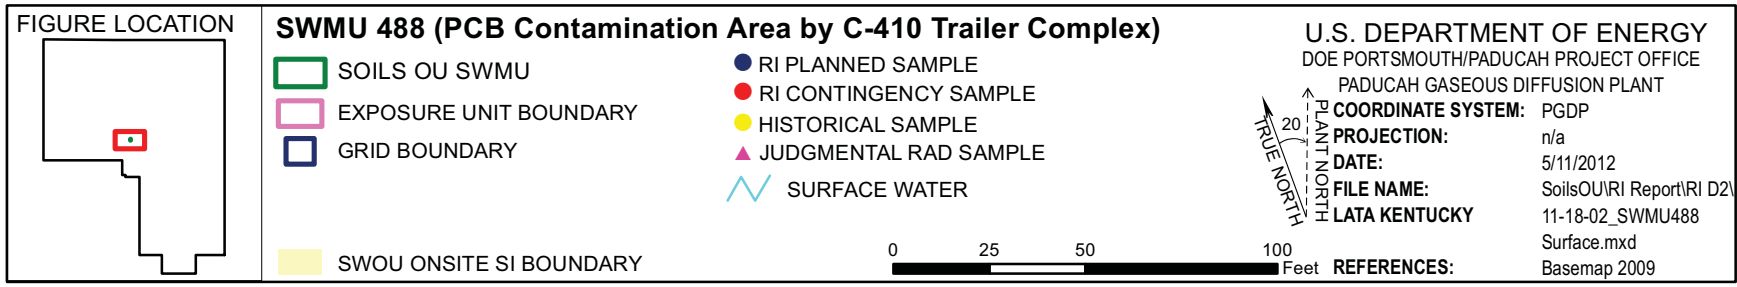 FIGURE LOCATION
SWMU 488 (PCB Contamination Area by C-410 Trailer Complex)
SOILS OU SWMU
EXPOSURE UNIT BOUNDARY
GRID BOUNDARY
SWOU ONSITE SI BOUNDARY
RI PLANNED SAMPLE
RI CONTINGENCY SAMPLE
HISTORICAL SAMPLE
JUDGMENTAL RAD SAMPLE
SURFACE WATER
0 25 50 100
Feet
U.S. DEPARTMENT OF ENERGY
DOE PORTSMOUTH/PADUCAH PROJECT OFFICE
PADUCAH GASEOUS DIFFUSION PLANT
TRUE NORTH
20
PLANT NORTH
COORDINATE SYSTEM: PGDP
PROJECTION: n/a
DATE: 5/11/2012
FILE NAME: SoilsOU\RI Report\RI D2\
LATA KENTUCKY 11-18-02_SWMU488
Surface.mxd
REFERENCES: Basemap 2009